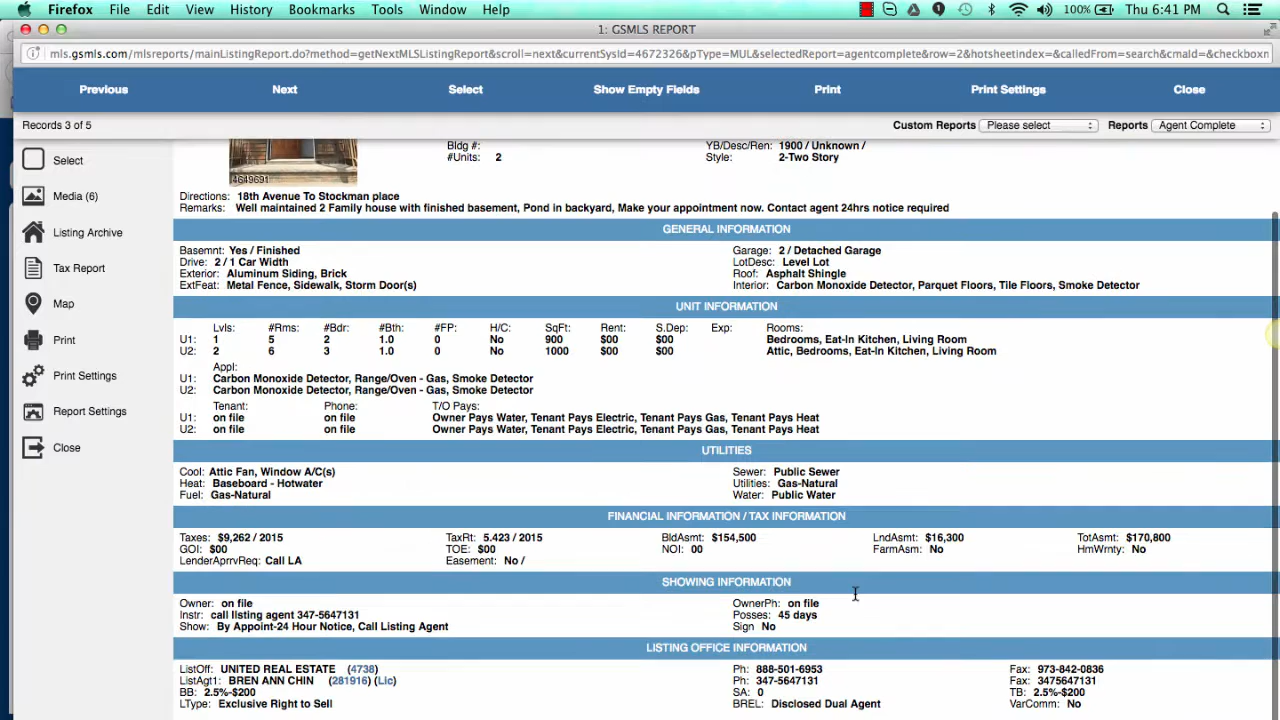 Firefox File Edit View History Bookmarks Tools Window Help 100% Thu 6:41 PM
1: GSMLS REPORT
mls.gsmls.com/mlsreports/mainListingReport.do?method=getNextMLSListingReport&scroll=next&currentSysId=4672326&pType=MUL&selectedReport=agentcomplete&row=2&hotsheetindex=&calledFrom=search&cmaId=&checkboxn
Previous Next Select Show Empty Fields Print Print Settings Close
Records 3 of 5 Custom Reports Please select Reports Agent Complete
Select
Media (6)
Listing Archive
Tax Report
Map
Print
Print Settings
Report Settings
Close
4649691
Bldg #: YB/Desc/Ren: 1900 / Unknown /
#Units: 2 Style: 2-Two Story
Directions: 18th Avenue To Stockman place
Remarks: Well maintained 2 Family house with finished basement, Pond in backyard, Make your appointment now. Contact agent 24hrs notice required
GENERAL INFORMATION
Basemnt: Yes / Finished Garage: 2 / Detached Garage
Drive: 2 / 1 Car Width LotDesc: Level Lot
Exterior: Aluminum Siding, Brick Roof: Asphalt Shingle
ExtFeat: Metal Fence, Sidewalk, Storm Door(s) Interior: Carbon Monoxide Detector, Parquet Floors, Tile Floors, Smoke Detector
UNIT INFORMATION
Lvls: #Rms: #Bdr: #Bth: #FP: H/C: SqFt: Rent: S.Dep: Exp: Rooms:
U1: 1 5 2 1.0 0 No 900 $00 $00 Bedrooms, Eat-In Kitchen, Living Room
U2: 2 6 3 1.0 0 No 1000 $00 $00 Attic, Bedrooms, Eat-In Kitchen, Living Room
Appl:
U1: Carbon Monoxide Detector, Range/Oven - Gas, Smoke Detector
U2: Carbon Monoxide Detector, Range/Oven - Gas, Smoke Detector
Tenant: Phone: T/O Pays:
U1: on file on file Owner Pays Water, Tenant Pays Electric, Tenant Pays Gas, Tenant Pays Heat
U2: on file on file Owner Pays Water, Tenant Pays Electric, Tenant Pays Gas, Tenant Pays Heat
UTILITIES
Cool: Attic Fan, Window A/C(s) Sewer: Public Sewer
Heat: Baseboard - Hotwater Utilities: Gas-Natural
Fuel: Gas-Natural Water: Public Water
FINANCIAL INFORMATION / TAX INFORMATION
Taxes: $9,262 / 2015 TaxRt: 5.423 / 2015 BldAsmt: $154,500 LndAsmt: $16,300 TotAsmt: $170,800
GOI: $00 TOE: $00 NOI: 00 FarmAsm: No HmWrnty: No
LenderAprvReq: Call LA Easement: No /
SHOWING INFORMATION
Owner: on file OwnerPh: on file
Instr: call listing agent 347-5647131 Posses: 45 days
Show: By Appoint-24 Hour Notice, Call Listing Agent Sign No
LISTING OFFICE INFORMATION
ListOff: UNITED REAL ESTATE (4738) Ph: 888-501-6953 Fax: 973-842-0836
ListAgt1: BREN ANN CHIN (281916) (Lic) Ph: 347-5647131 Fax: 3475647131
BB: 2.5%-$200 SA: 0 TB: 2.5%-$200
LType: Exclusive Right to Sell BREL: Disclosed Dual Agent VarComm: No